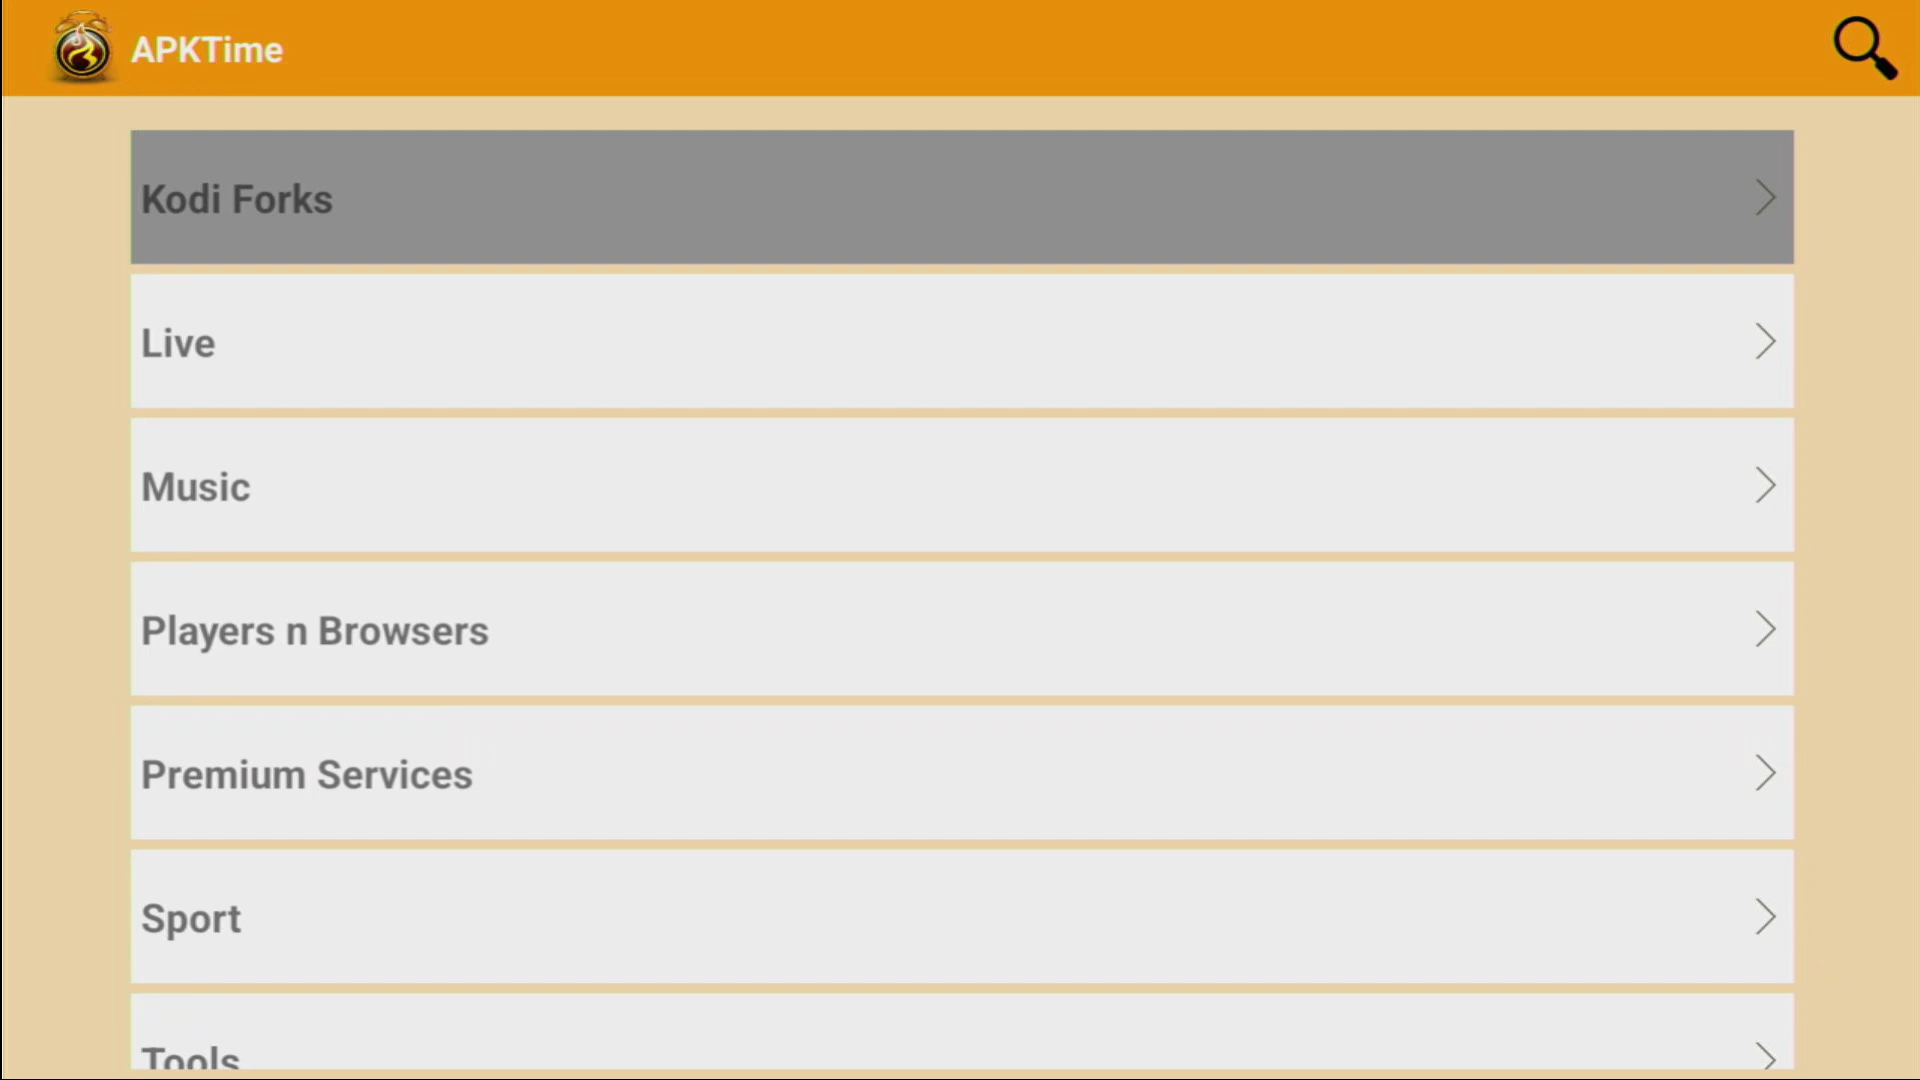 APKTime
Kodi Forks
Live
Music
Players n Browsers
Premium Services
Sport
Tools